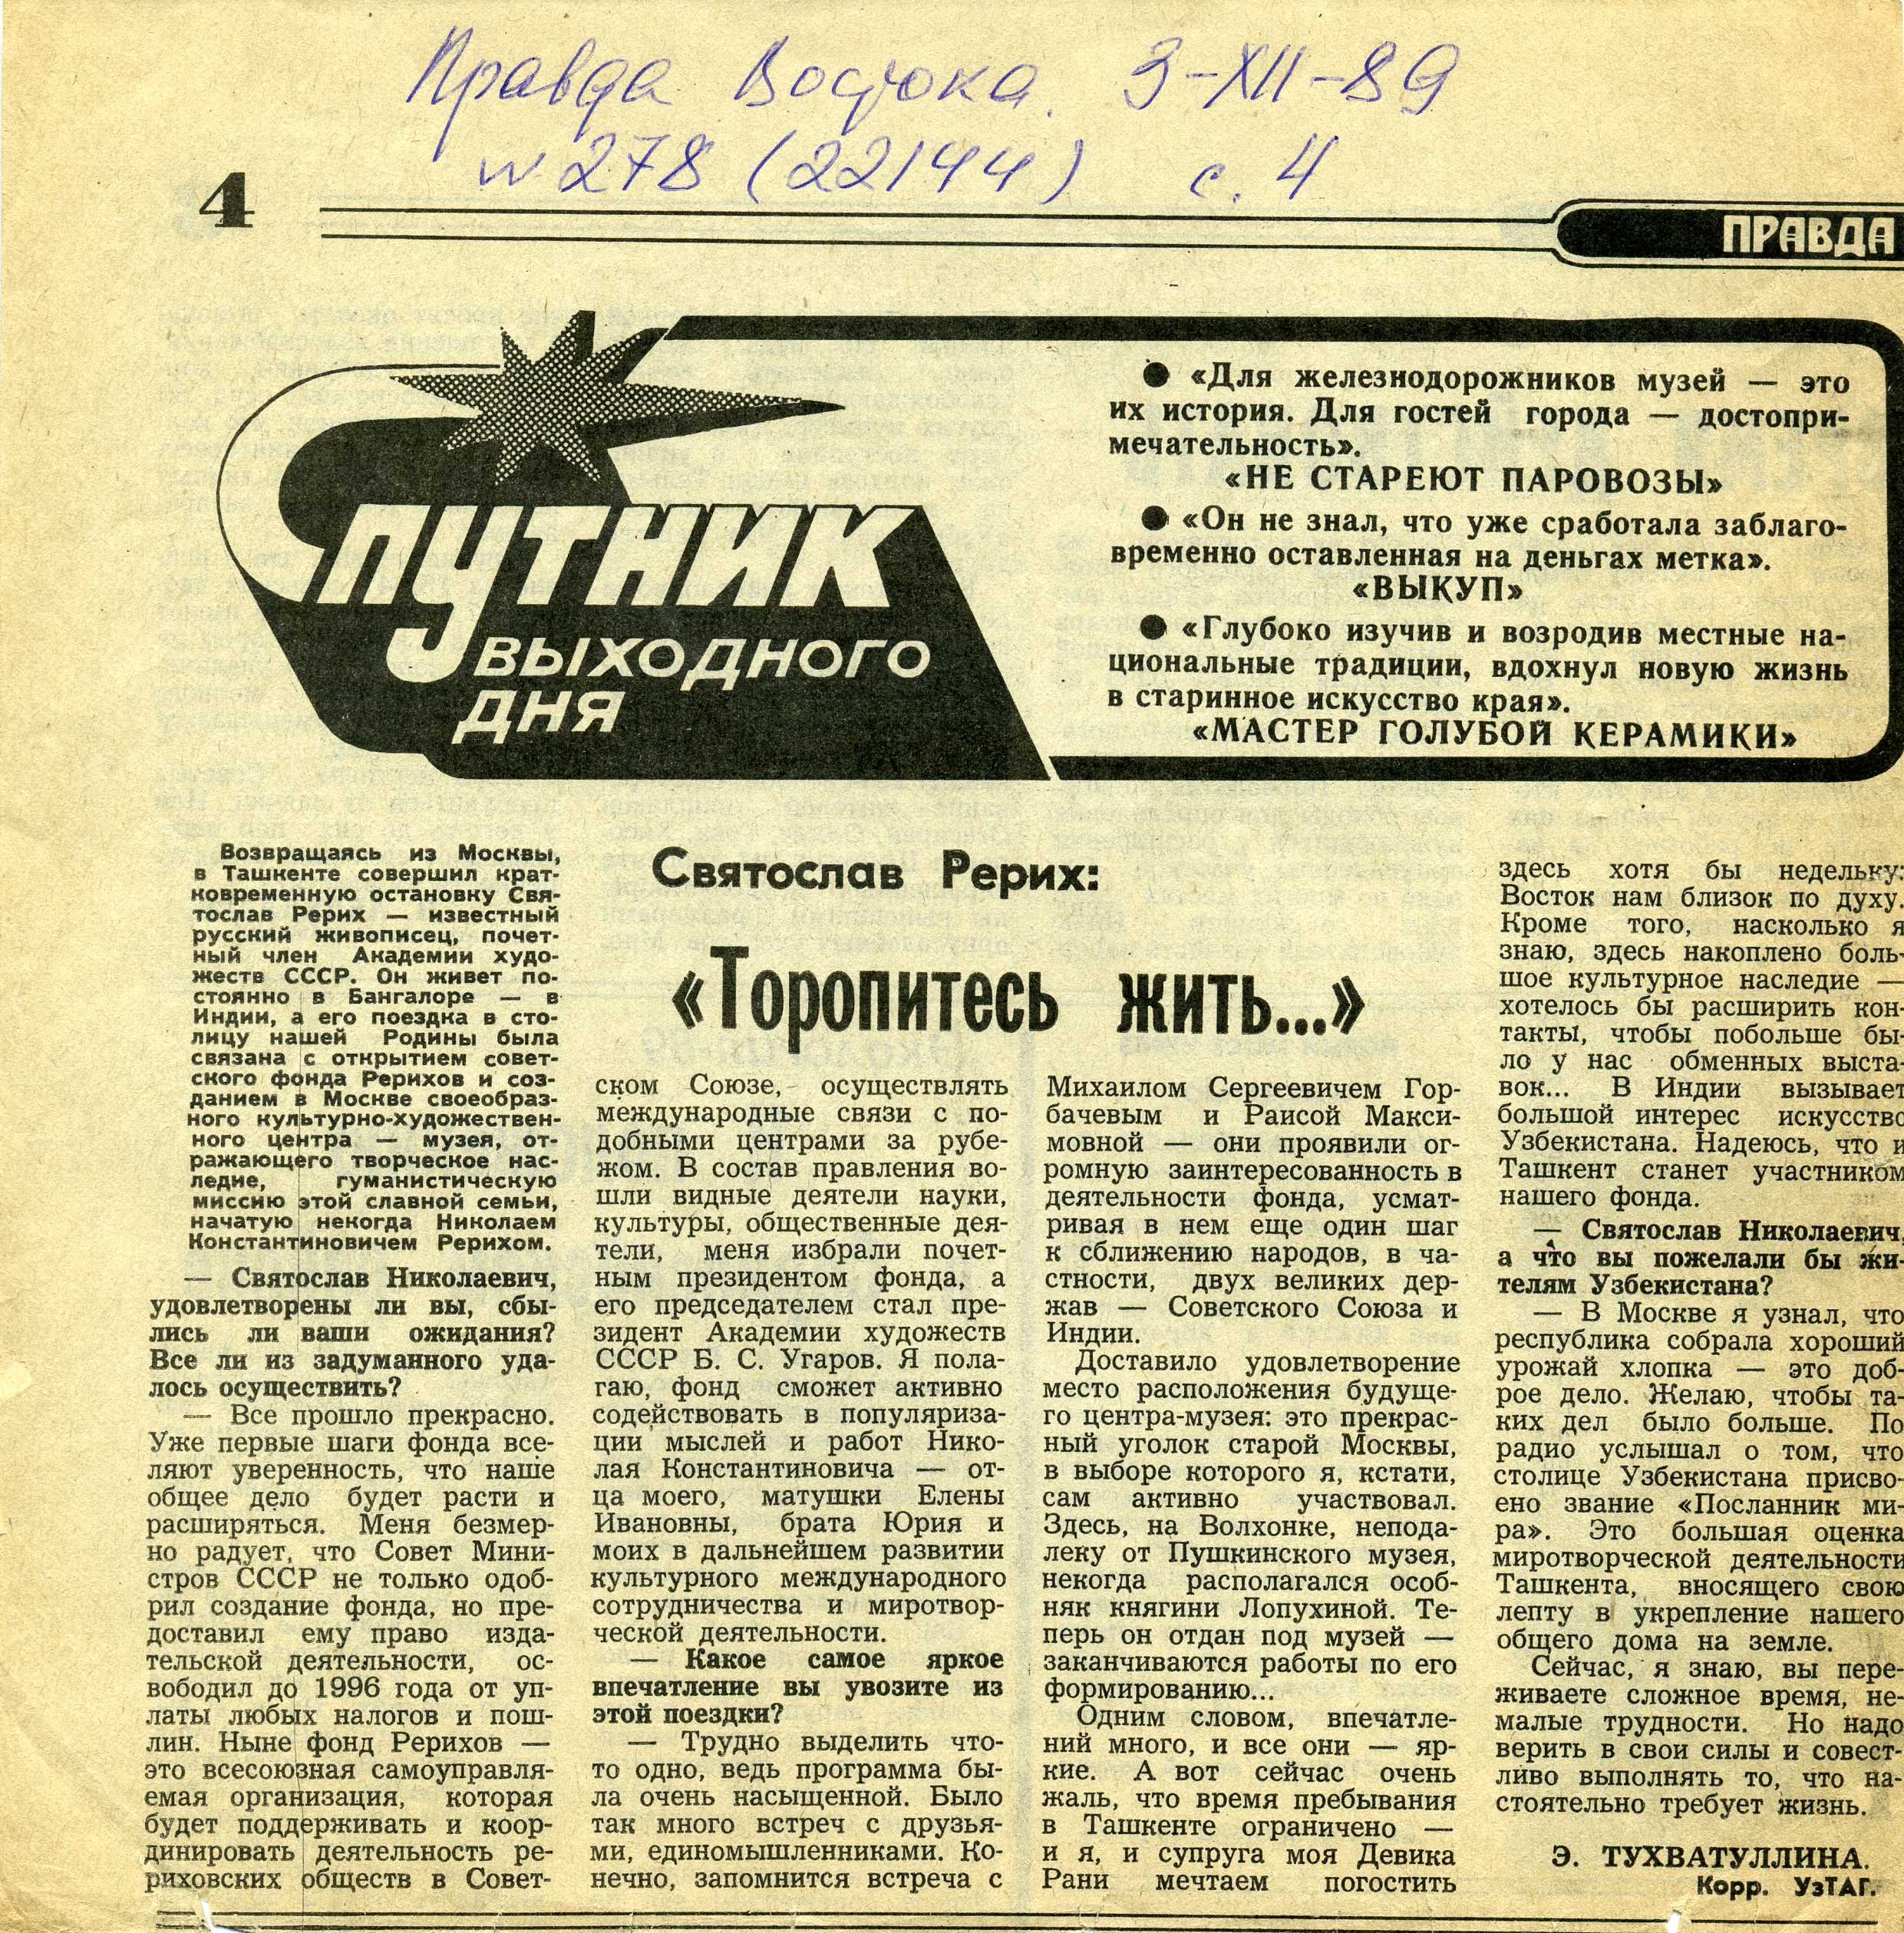 Правда Востока. 3-XII-89
N 278 (22144) с. 4
4
ПРАВДА
СПУТНИК
ВЫХОДНОГО
ДНЯ
● «Для железнодорожников музей — это
их история. Для гостей города — достопри-
мечательность».
«НЕ СТАРЕЮТ ПАРОВОЗЫ»
● «Он не знал, что уже сработала заблаго-
временно оставленная на деньгах метка».
«ВЫКУП»
● «Глубоко изучив и возродив местные на-
циональные традиции, вдохнул новую жизнь
в старинное искусство края».
«МАСТЕР ГОЛУБОЙ КЕРАМИКИ»
Святослав Рерих:
«Торопитесь жить...»
Возвращаясь из Москвы,
в Ташкенте совершил крат-
ковременную остановку Свя-
тослав Рерих — известный
русский живописец, почет-
ный член Академии худо-
жеств СССР. Он живет по-
стоянно в Бангалоре — в
Индии, а его поездка в сто-
лицу нашей Родины была
связана с открытием совет-
ского фонда Рерихов и соз-
данием в Москве своеобраз-
ного культурно-художествен-
ного центра — музея, от-
ражающего творческое нас-
ледие, гуманистическую
миссию этой славной семьи,
начатую некогда Николаем
Константиновичем Рерихом.
— Святослав Николаевич,
удовлетворены ли вы, сбы-
лись ли ваши ожидания?
Все ли из задуманного уда-
лось осуществить?
— Все прошло прекрасно.
Уже первые шаги фонда все-
ляют уверенность, что наше
общее дело будет расти и
расширяться. Меня безмер-
но радует, что Совет Мини-
стров СССР не только одоб-
рил создание фонда, но пре-
доставил ему право изда-
тельской деятельности, ос-
вободил до 1996 года от уп-
латы любых налогов и пош-
лин. Ныне фонд Рерихов —
это всесоюзная самоуправля-
емая организация, которая
будет поддерживать и коор-
динировать деятельность ре-
риховских обществ в Совет-
ском Союзе, осуществлять
международные связи с по-
добными центрами за рубе-
жом. В состав правления во-
шли видные деятели науки,
культуры, общественные дея-
тели, меня избрали почет-
ным президентом фонда, а
его председателем стал пре-
зидент Академии художеств
СССР Б. С. Угаров. Я пола-
гаю, фонд сможет активно
содействовать в популяриза-
ции мыслей и работ Нико-
лая Константиновича — от-
ца моего, матушки Елены
Ивановны, брата Юрия и
моих в дальнейшем развитии
культурного международного
сотрудничества и миротвор-
ческой деятельности.
— Какое самое яркое
впечатление вы увозите из
этой поездки?
— Трудно выделить что-
то одно, ведь программа бы-
ла очень насыщенной. Было
так много встреч с друзья-
ми, единомышленниками. Ко-
нечно, запомнится встреча с
Михаилом Сергеевичем Гор-
бачевым и Раисой Макси-
мовной — они проявили ог-
ромную заинтересованность в
деятельности фонда, усмат-
ривая в нем еще один шаг
к сближению народов, в ча-
стности, двух великих дер-
жав — Советского Союза и
Индии.
Доставило удовлетворение
место расположения будуще-
го центра-музея: это прекрас-
ный уголок старой Москвы,
в выборе которого я, кстати,
сам активно участвовал.
Здесь, на Волхонке, непода-
леку от Пушкинского музея,
некогда располагался особ-
няк княгини Лопухиной. Те-
перь он отдан под музей —
заканчиваются работы по его
формированию...
Одним словом, впечатле-
ний много, и все они — яр-
кие. А вот сейчас очень
жаль, что время пребывания
в Ташкенте ограничено —
и я, и супруга моя Девика
Рани мечтаем погостить
здесь хотя бы недельку:
Восток нам близок по духу.
Кроме того, насколько я
знаю, здесь накоплено боль-
шое культурное наследие —
хотелось бы расширить кон-
такты, чтобы побольше бы-
ло у нас обменных выста-
вок... В Индии вызывает
большой интерес искусство
Узбекистана. Надеюсь, что и
Ташкент станет участником
нашего фонда.
— Святослав Николаевич,
а что вы пожелали бы жи-
телям Узбекистана?
— В Москве я узнал, что
республика собрала хороший
урожай хлопка — это доб-
рое дело. Желаю, чтобы та-
ких дел было больше. По
радио услышал о том, что
столице Узбекистана присво-
ено звание «Посланник ми-
ра». Это большая оценка
миротворческой деятельности
Ташкента, вносящего свою
лепту в укрепление нашего
общего дома на земле.
Сейчас, я знаю, вы пере-
живаете сложное время, не-
малые трудности. Но надо
верить в свои силы и совест-
ливо выполнять то, что на-
стоятельно требует жизнь.
Э. ТУХВАТУЛЛИНА.
Корр. УзТАГ.